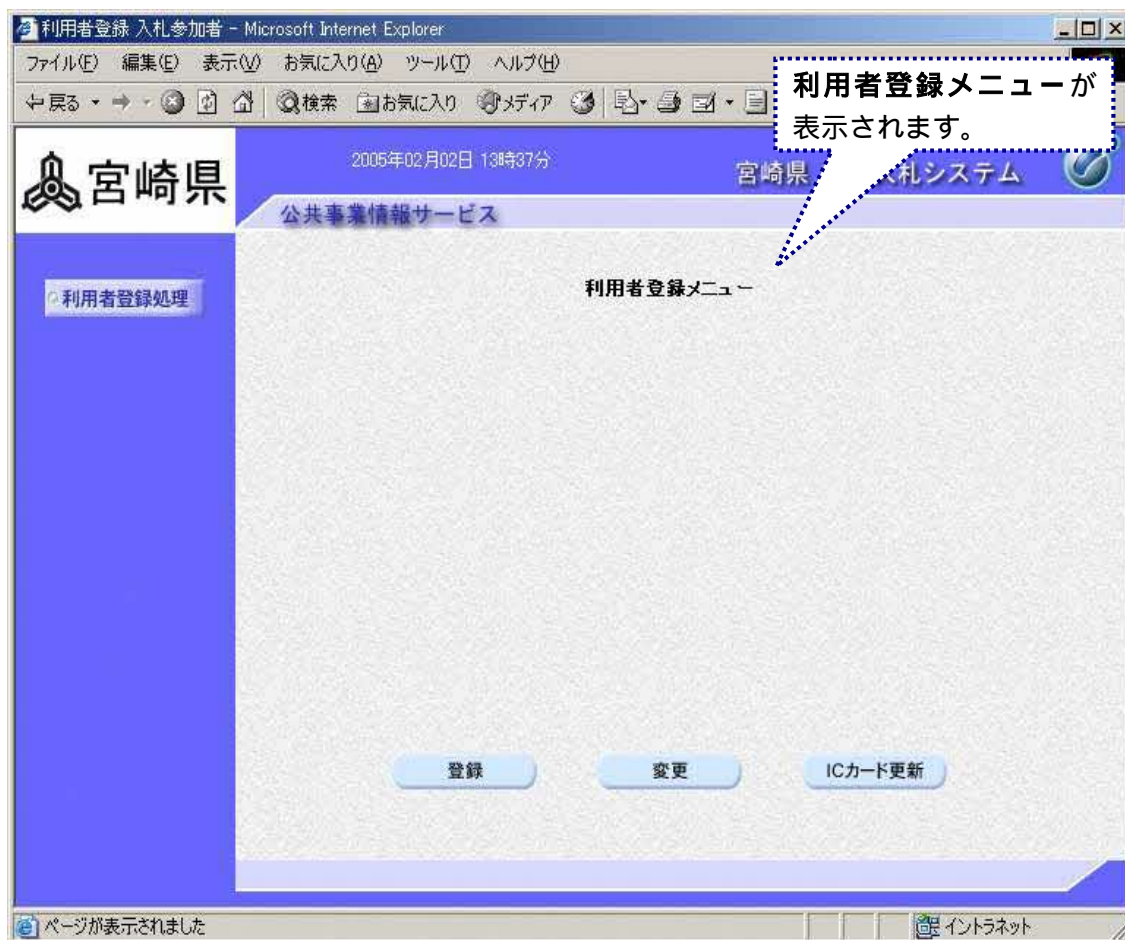 利用者登録 入札参加者 - Microsoft Internet Explorer
ファイル(F) 編集(E) 表示(V) お気に入り(A) ツール(T) ヘルプ(H)
戻る 検索 お気に入り メディア
利用者登録メニューが
表示されます。
宮崎県
2005年02月02日 13時37分
宮崎県 札システム
公共事業情報サービス
利用者登録処理
利用者登録メニュー
登録 変更 ICカード更新
ページが表示されました イントラネット